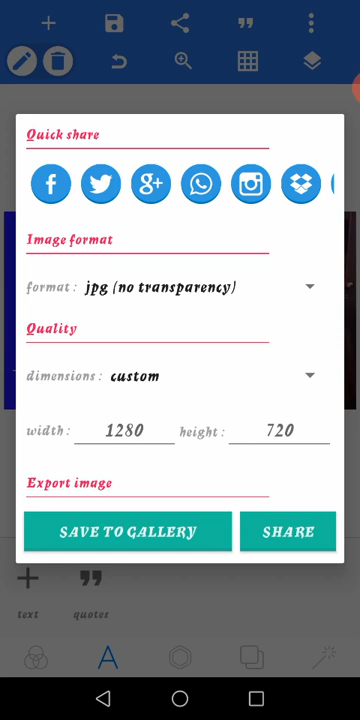 Quick share
Image format
format : jpg (no transparency)
Quality
dimensions : custom
width : 1280 height : 720
Export image
SAVE TO GALLERY SHARE
text quotes